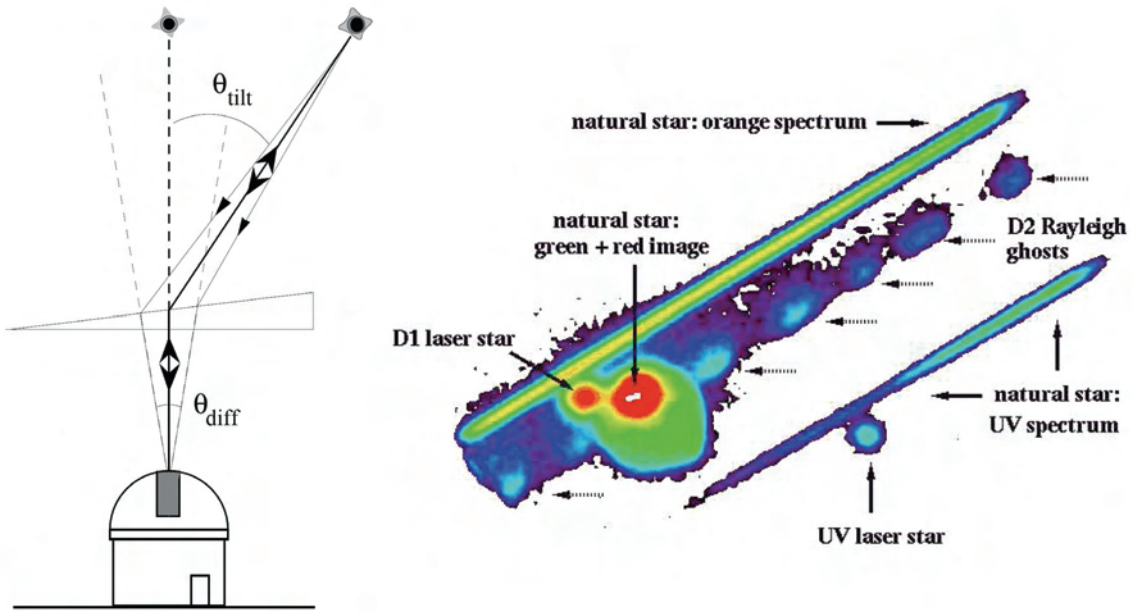 θtilt
θdiff
natural star: orange spectrum
natural star:
green + red image
D2 Rayleigh
ghosts
D1 laser star
natural star:
UV spectrum
UV laser star